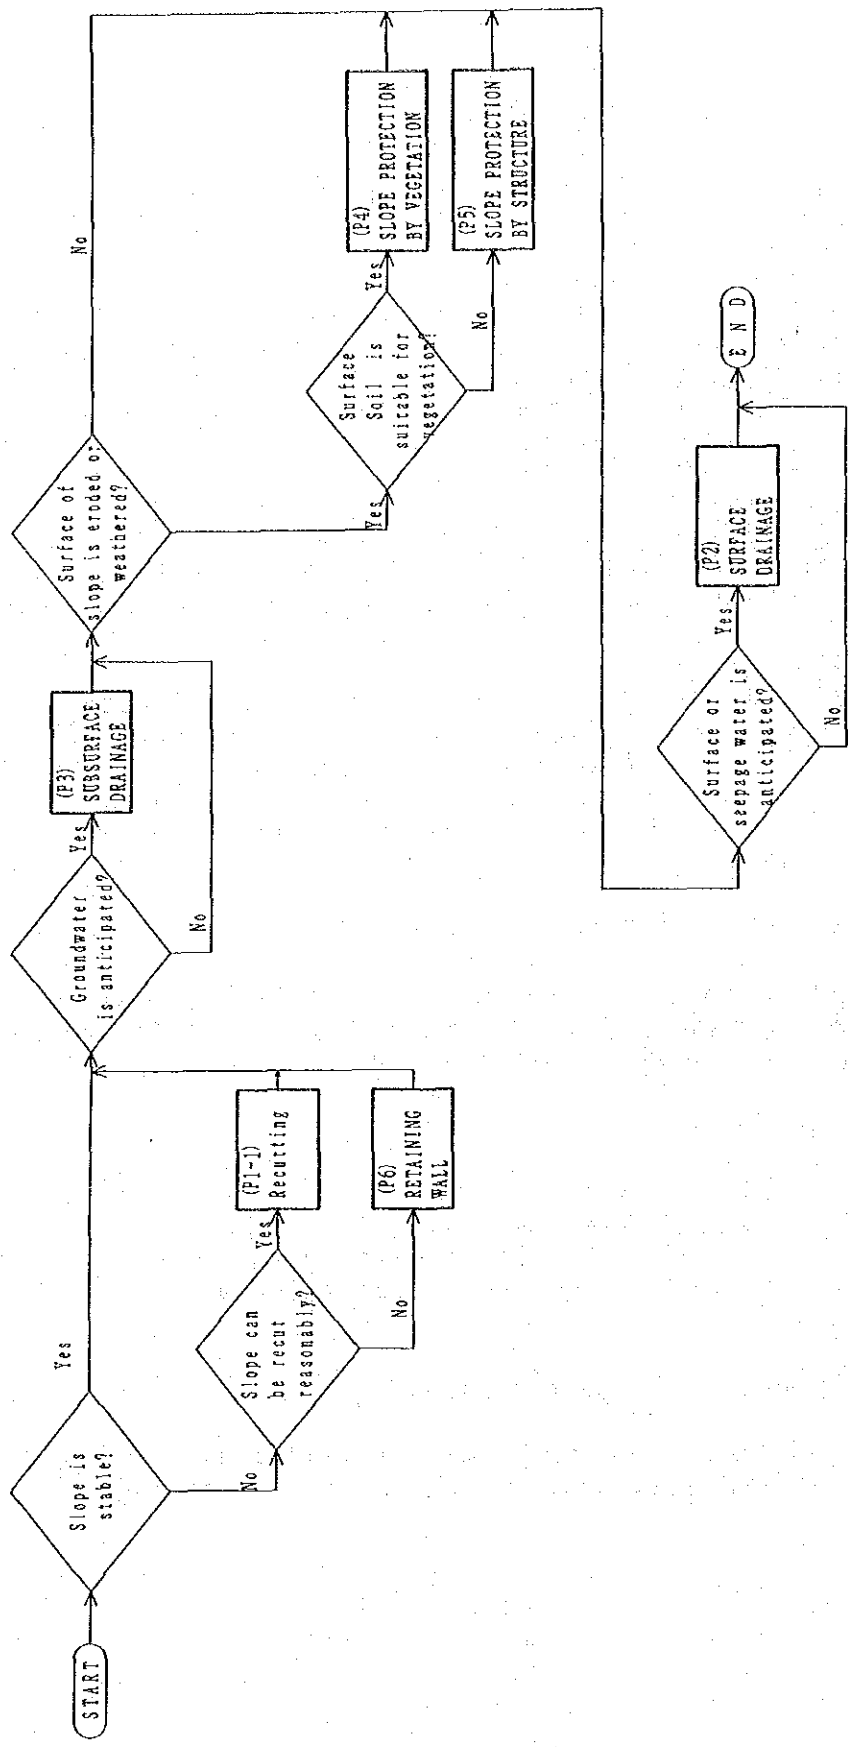 START
Slope is
stable?
Yes
No
Slope can
be recut
reasonably?
Yes
No
(P1-1)
Recutting
(P6)
RETAINING
WALL
Groundwater
is anticipated?
Yes
No
(P3)
SUBSURFACE
DRAINAGE
Surface of
slope is eroded or
weathered?
No
Yes
Surface
Soil is
suitable for
vegetation?
Yes
No
(P4)
SLOPE PROTECTION
BY VEGETATION
(P5)
SLOPE PROTECTION
BY STRUCTURE
Surface or
seepage water is
anticipated?
Yes
No
(P2)
SURFACE
DRAINAGE
E N D